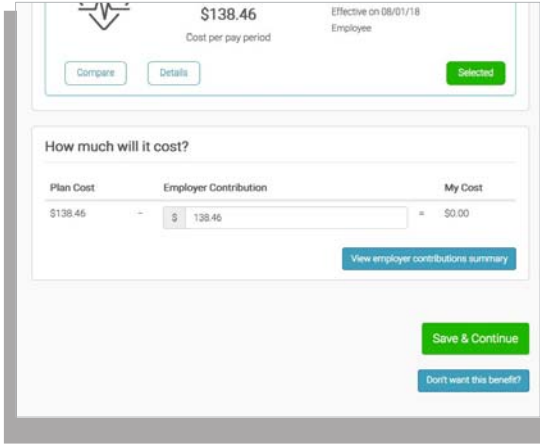 $138.46
Cost per pay period
Effective on 08/01/18
Employee
Compare
Details
Selected
How much will it cost?
Plan Cost Employer Contribution My Cost
$138.46 - $ 138.46 = $0.00
View employer contributions summary
Save & Continue
Don't want this benefit?